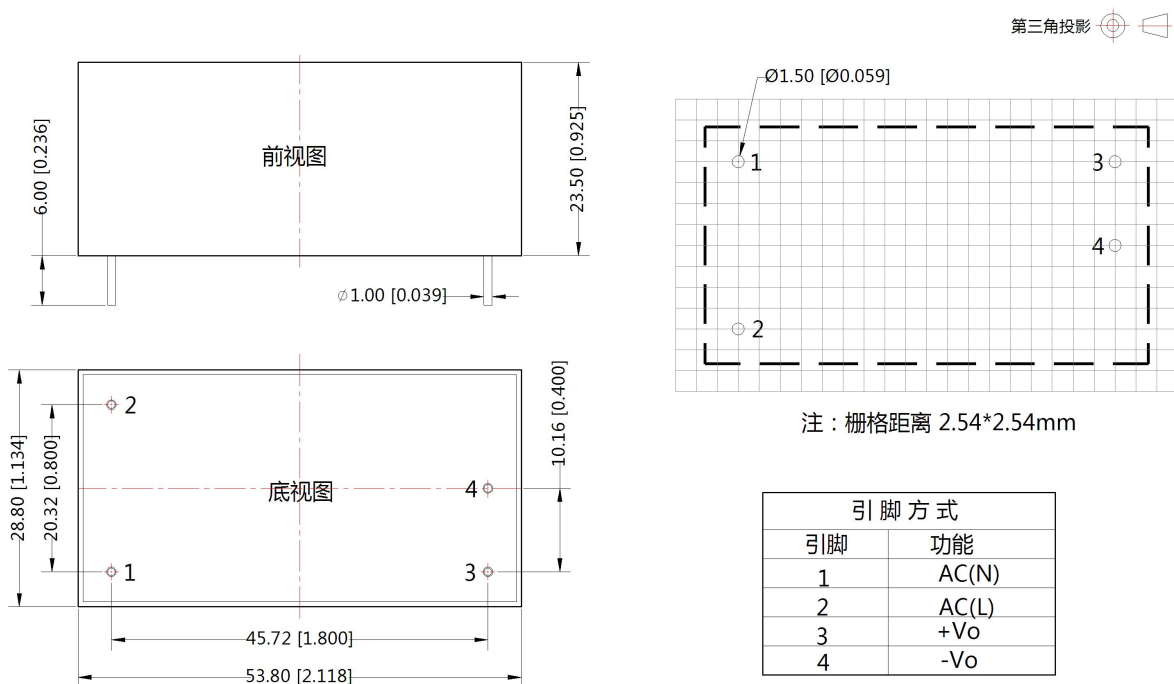 第三角投影
前视图
6.00 [0.236]
23.50 [0.925]
∅1.00 [0.039]
Ø1.50 [Ø0.059]
1
3
4
2
注：栅格距离 2.54*2.54mm
2
底视图
4
1
3
28.80 [1.134]
20.32 [0.800]
10.16 [0.400]
45.72 [1.800]
53.80 [2.118]
引 脚 方 式
引脚 功能
1 AC(N)
2 AC(L)
3 +Vo
4 -Vo